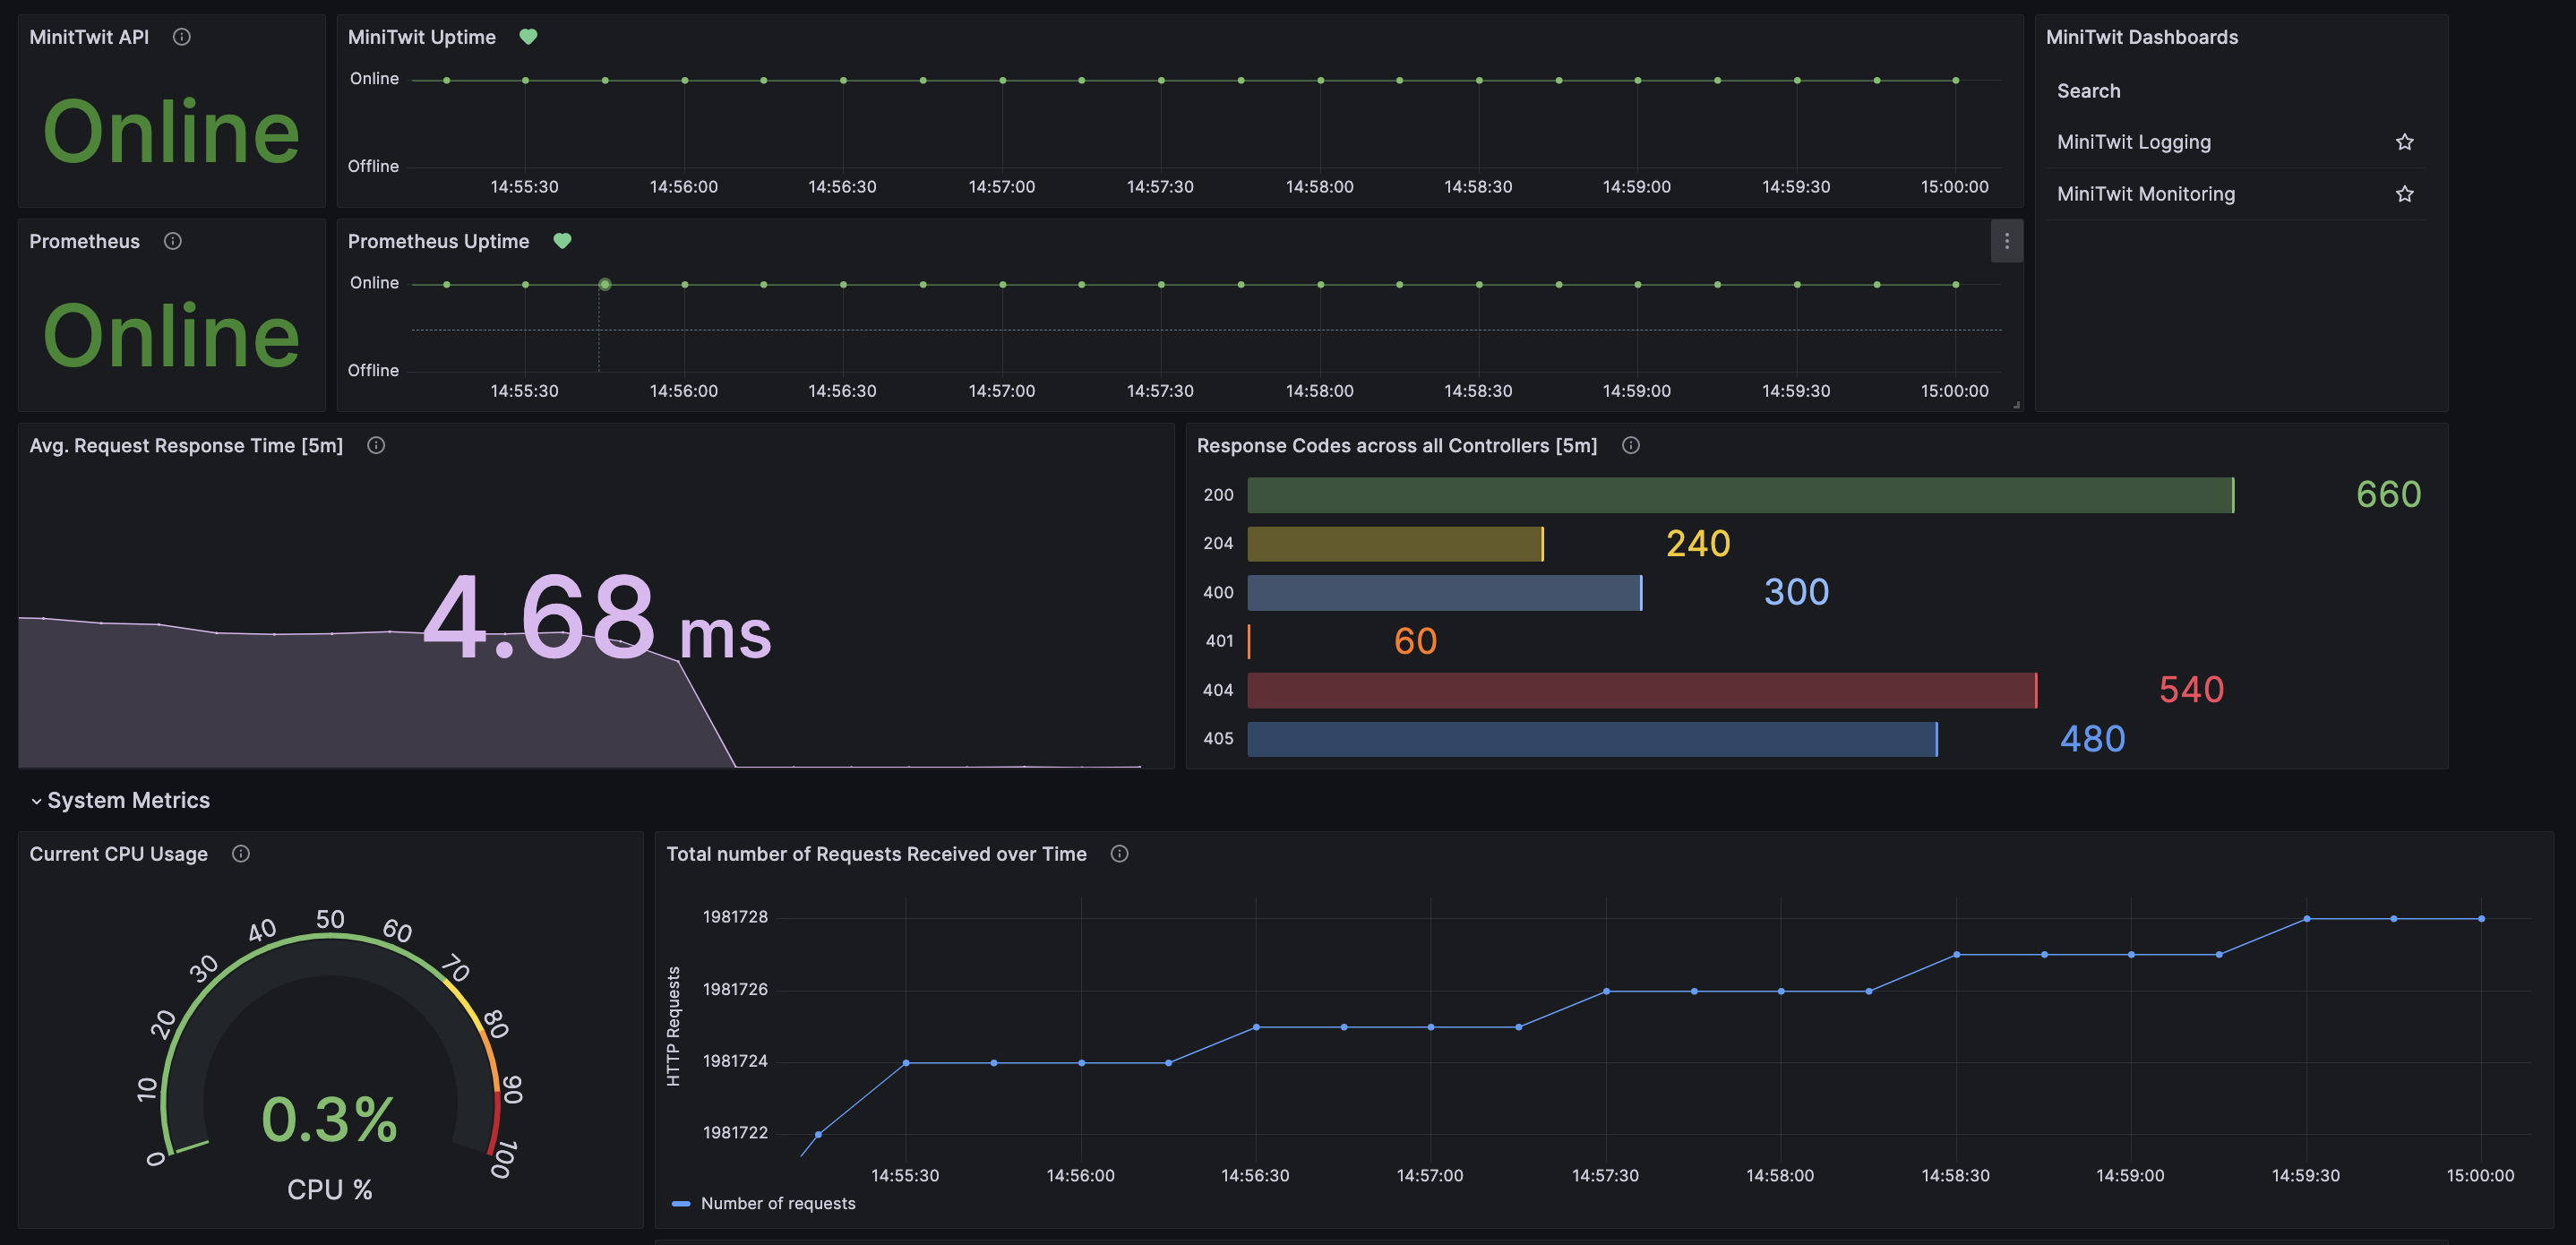 MinitTwit API
Online
MiniTwit Uptime
Online
Offline
14:55:30 14:56:00 14:56:30 14:57:00 14:57:30 14:58:00 14:58:30 14:59:00 14:59:30 15:00:00
MiniTwit Dashboards
Search
MiniTwit Logging
MiniTwit Monitoring
Prometheus
Online
Prometheus Uptime
Online
Offline
14:55:30 14:56:00 14:56:30 14:57:00 14:57:30 14:58:00 14:58:30 14:59:00 14:59:30 15:00:00
Avg. Request Response Time [5m]
4.68 ms
Response Codes across all Controllers [5m]
200 660
204 240
400 300
401 60
404 540
405 480
System Metrics
Current CPU Usage
0 10 20 30 40 50 60 70 80 90 100
0.3%
CPU %
Total number of Requests Received over Time
HTTP Requests
1981728
1981726
1981724
1981722
14:55:30 14:56:00 14:56:30 14:57:00 14:57:30 14:58:00 14:58:30 14:59:00 14:59:30 15:00:00
Number of requests